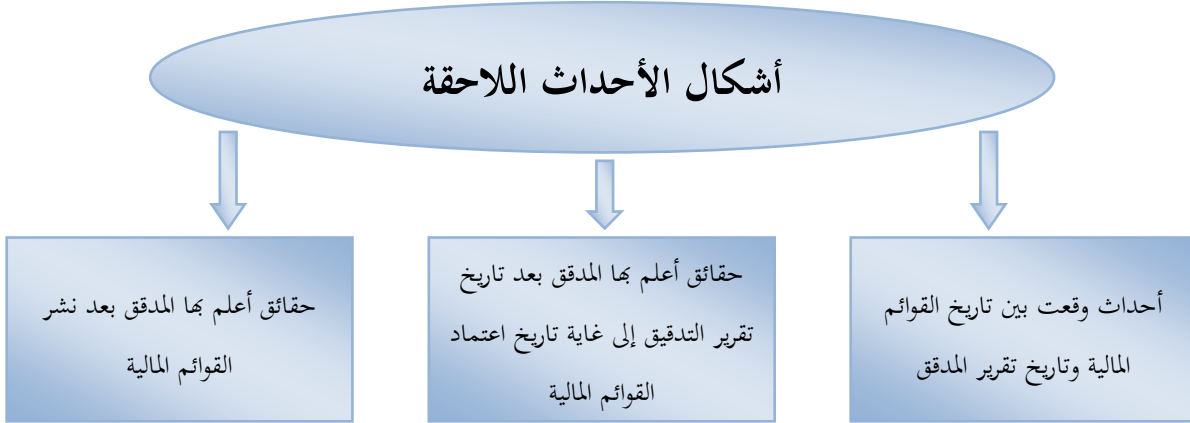 أشكال الأحداث اللاحقة
أحداث وقعت بين تاريخ القوائم
المالية وتاريخ تقرير المدقق
حقائق أعلم بها المدقق بعد تاريخ
تقرير التدقيق إلى غاية تاريخ اعتماد
القوائم المالية
حقائق أعلم بها المدقق بعد نشر
القوائم المالية